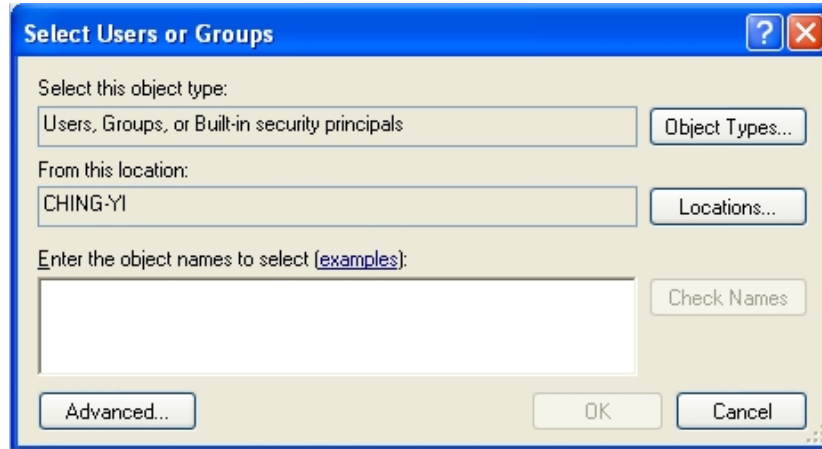 Select Users or Groups
Select this object type:
Users, Groups, or Built-in security principals
Object Types...
From this location:
CHING-YI
Locations...
Enter the object names to select (examples):
Check Names
Advanced...
OK
Cancel